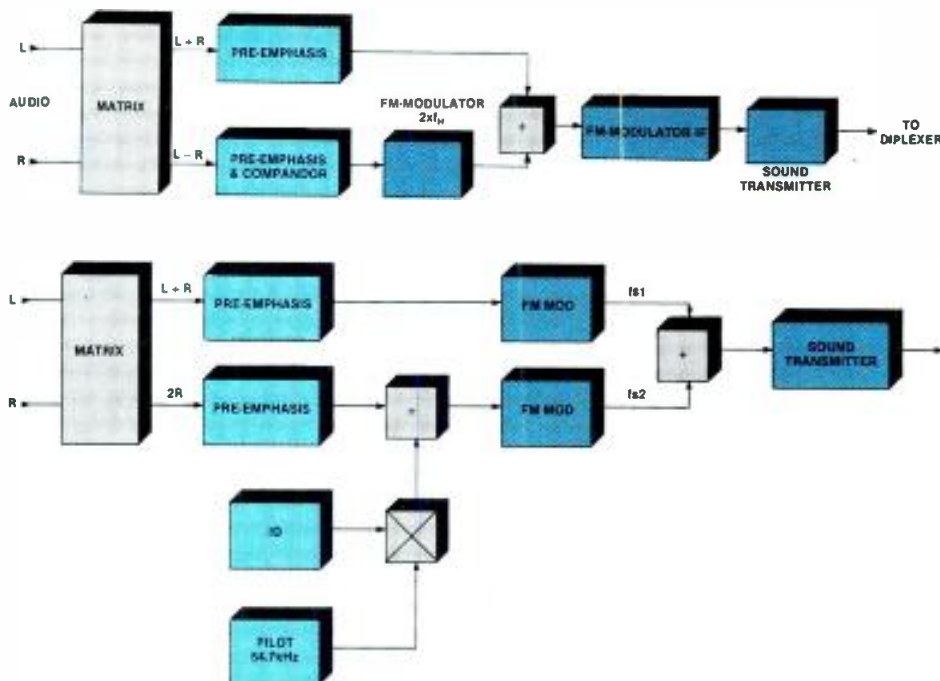 L
L + R
PRE-EMPHASIS
AUDIO
MATRIX
FM-MODULATOR
2xfH
+
FM-MODULATOR-IF
TO
DIPLEXER
R
L – R
PRE-EMPHASIS
& COMPANDOR
SOUND
TRANSMITTER
L
L + R
PRE-EMPHASIS
FM MOD
fs1
MATRIX
+
SOUND
TRANSMITTER
R
2R
PRE-EMPHASIS
+
FM MOD
fs2
ID
PILOT
54.7kHz